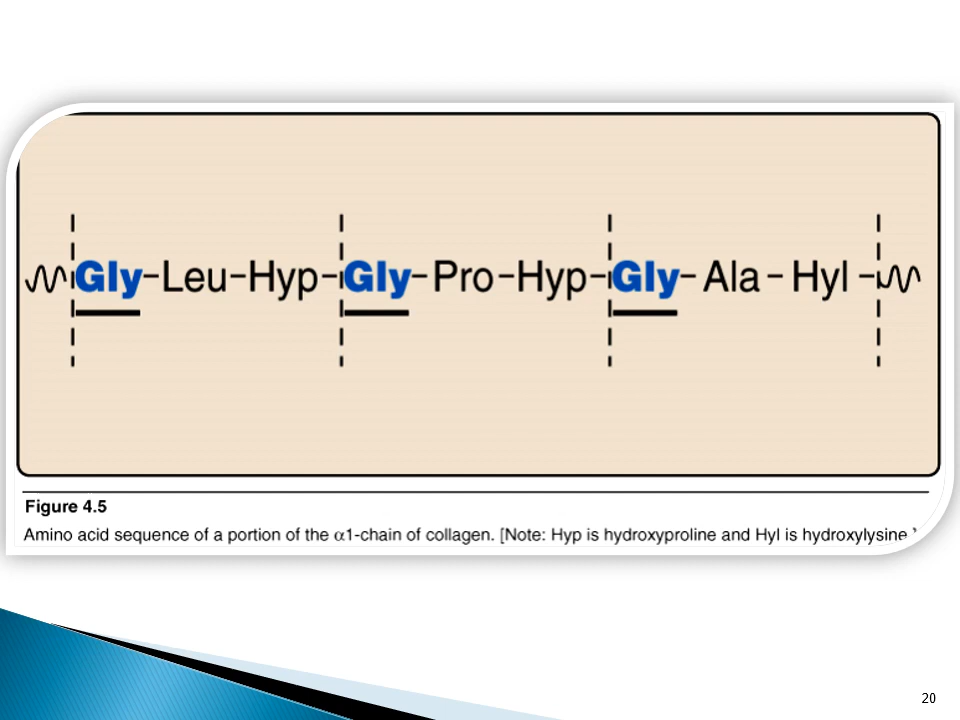 Gly–Leu–Hyp–Gly–Pro–Hyp–Gly–Ala–Hyl–
Figure 4.5
Amino acid sequence of a portion of the α1-chain of collagen. [Note: Hyp is hydroxyproline and Hyl is hydroxylysine.]
20